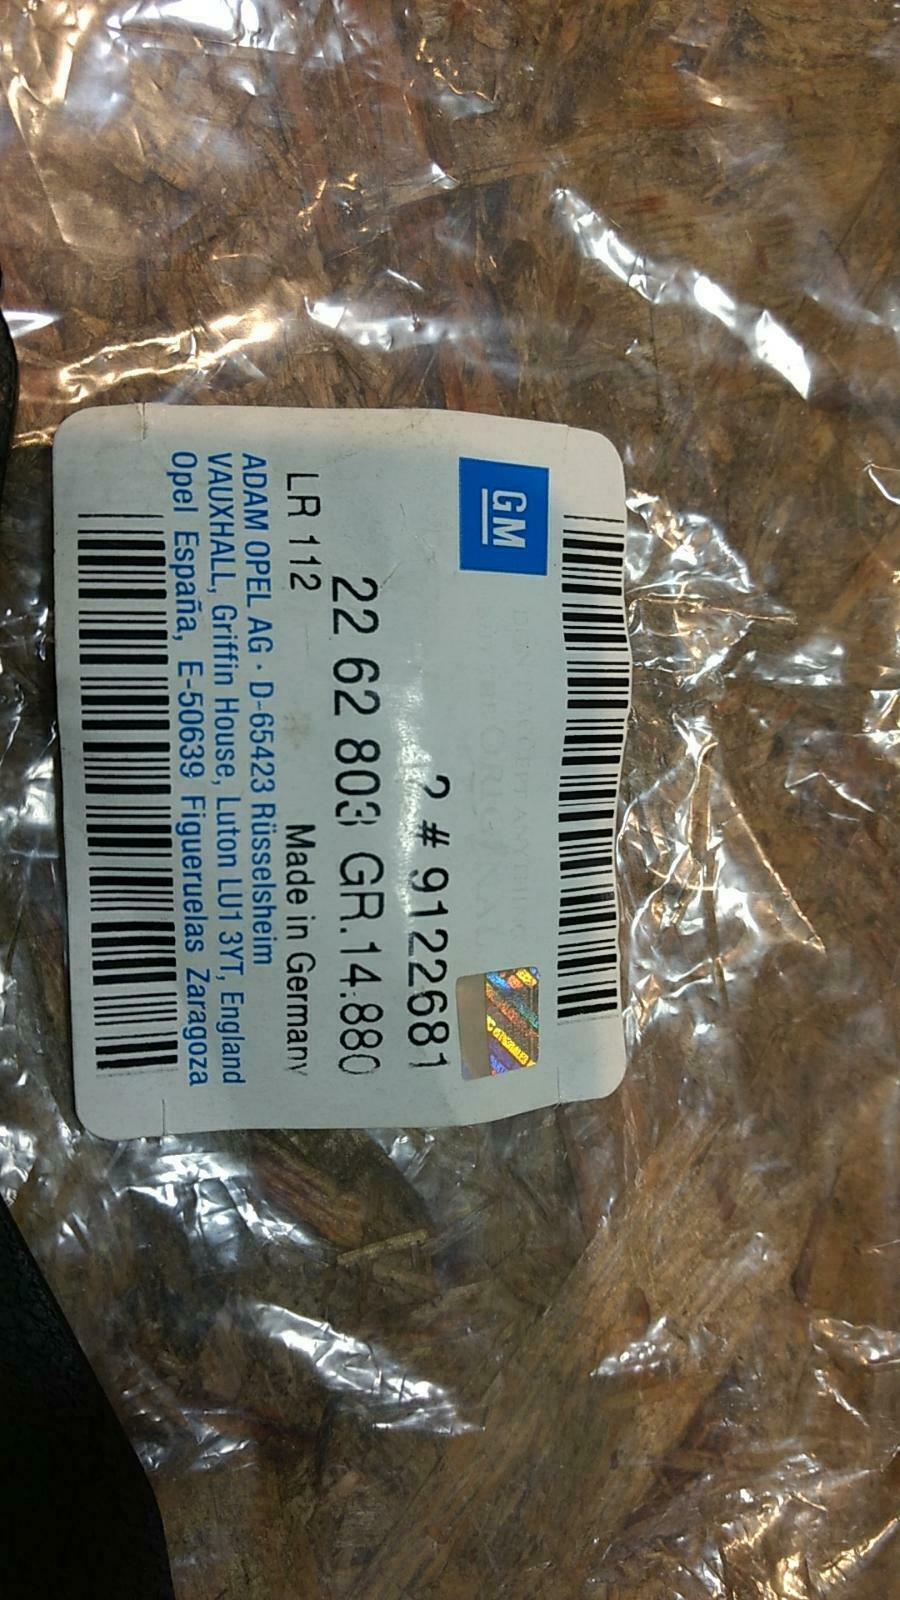 GM
2 # 9122681
22 62 803 GR.14.880
LR 112 Made in Germany
ADAM OPEL AG · D-65423 Rüsselsheim
VAUXHALL, Griffin House, Luton LU1 3YT, England
Opel España, E-50639 Figueruelas Zaragoza